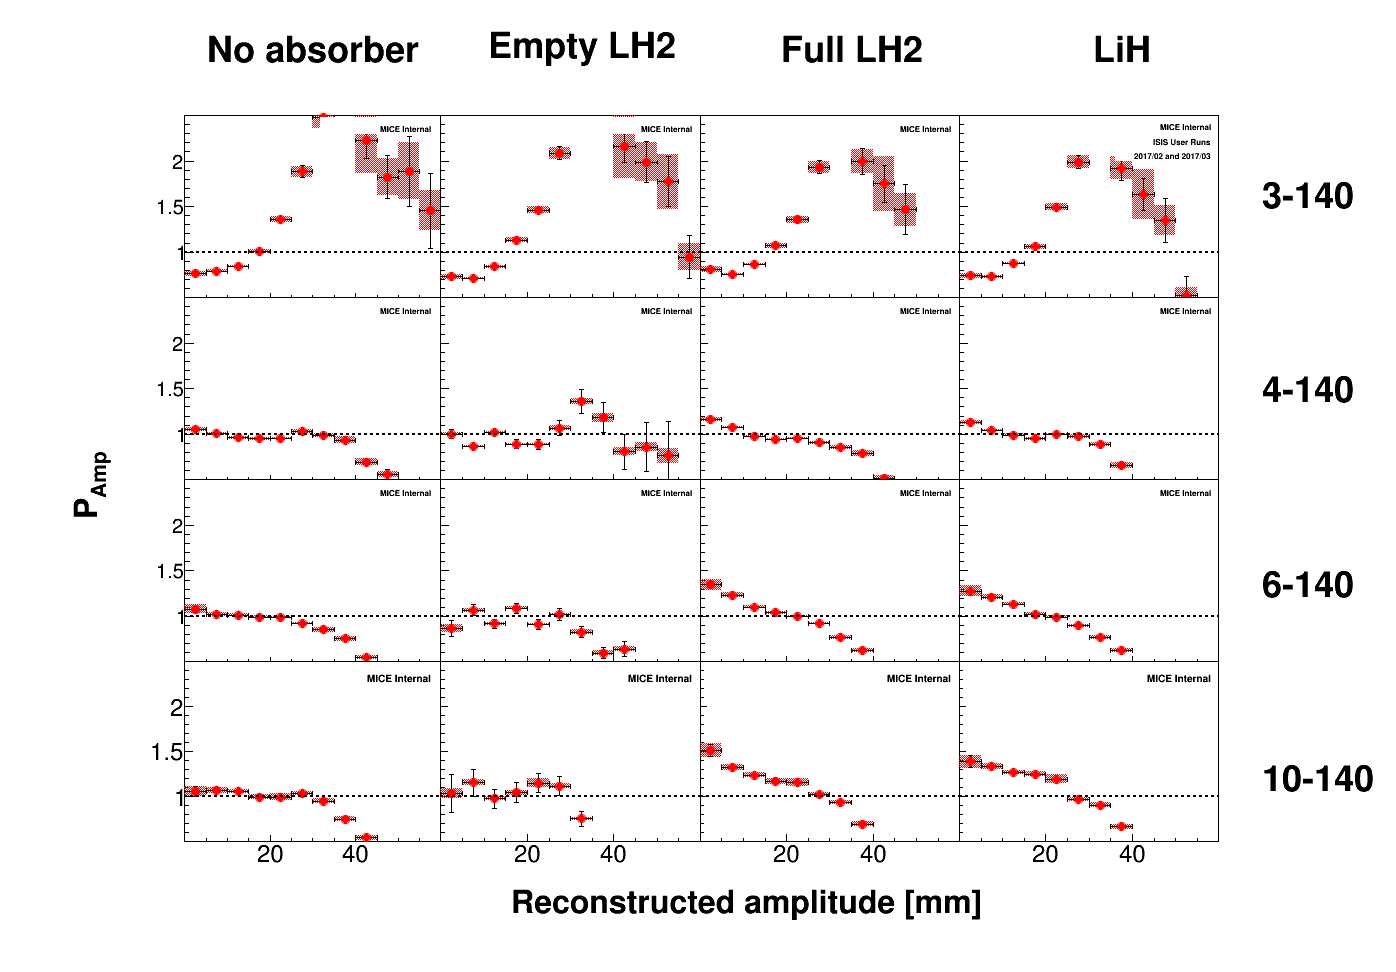 No absorber Empty LH2 Full LH2 LiH
MICE Internal MICE Internal MICE Internal MICE Internal
ISIS User Runs
2017/02 and 2017/03
2
1.5
1
3-140
MICE Internal MICE Internal MICE Internal MICE Internal
2
1.5
1
4-140
P_Amp
MICE Internal MICE Internal MICE Internal MICE Internal
2
1.5
1
6-140
MICE Internal MICE Internal MICE Internal MICE Internal
2
1.5
1
10-140
20 40 20 40 20 40 20 40
Reconstructed amplitude [mm]